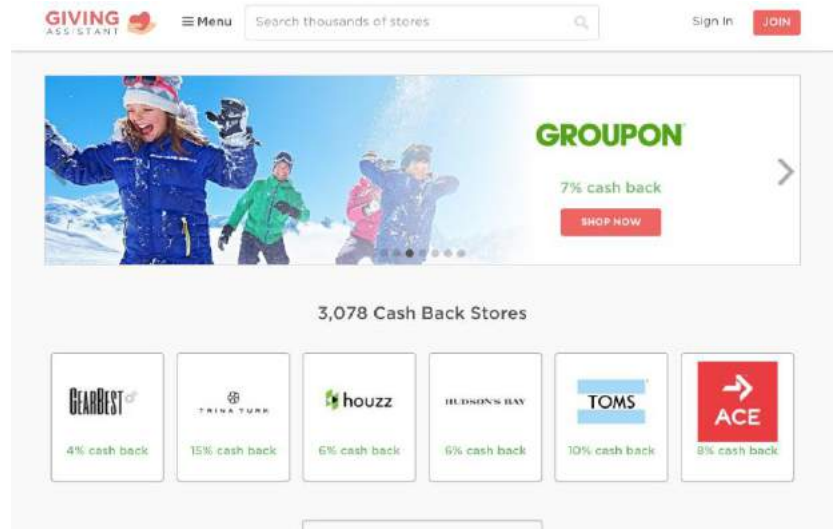 GIVING
ASSISTANT
Menu
Search thousands of stores
Sign In
JOIN
GROUPON
7% cash back
SHOP NOW
3,078 Cash Back Stores
GEARBEST
TRINA TURK
houzz
HUDSON'S BAY
TOMS
ACE
4% cash back
15% cash back
6% cash back
6% cash back
10% cash back
8% cash back